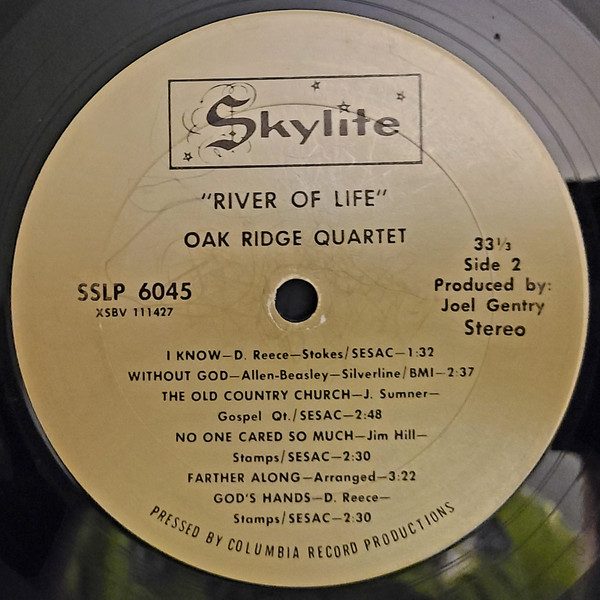 Skylite
"RIVER OF LIFE"
OAK RIDGE QUARTET
SSLP 6045
XSBV 111427
33⅓
Side 2
Produced by:
Joel Gentry
Stereo
I KNOW—D. Reece—Stokes/SESAC—1:32
WITHOUT GOD—Allen-Beasley—Silverline/BMI—2:37
THE OLD COUNTRY CHURCH—J. Sumner—
Gospel Qt./SESAC—2:48
NO ONE CARED SO MUCH—Jim Hill—
Stamps/SESAC—2:30
FARTHER ALONG—Arranged—3:22
GOD'S HANDS—D. Reece—
Stamps/SESAC—2:30
PRESSED BY COLUMBIA RECORD PRODUCTIONS